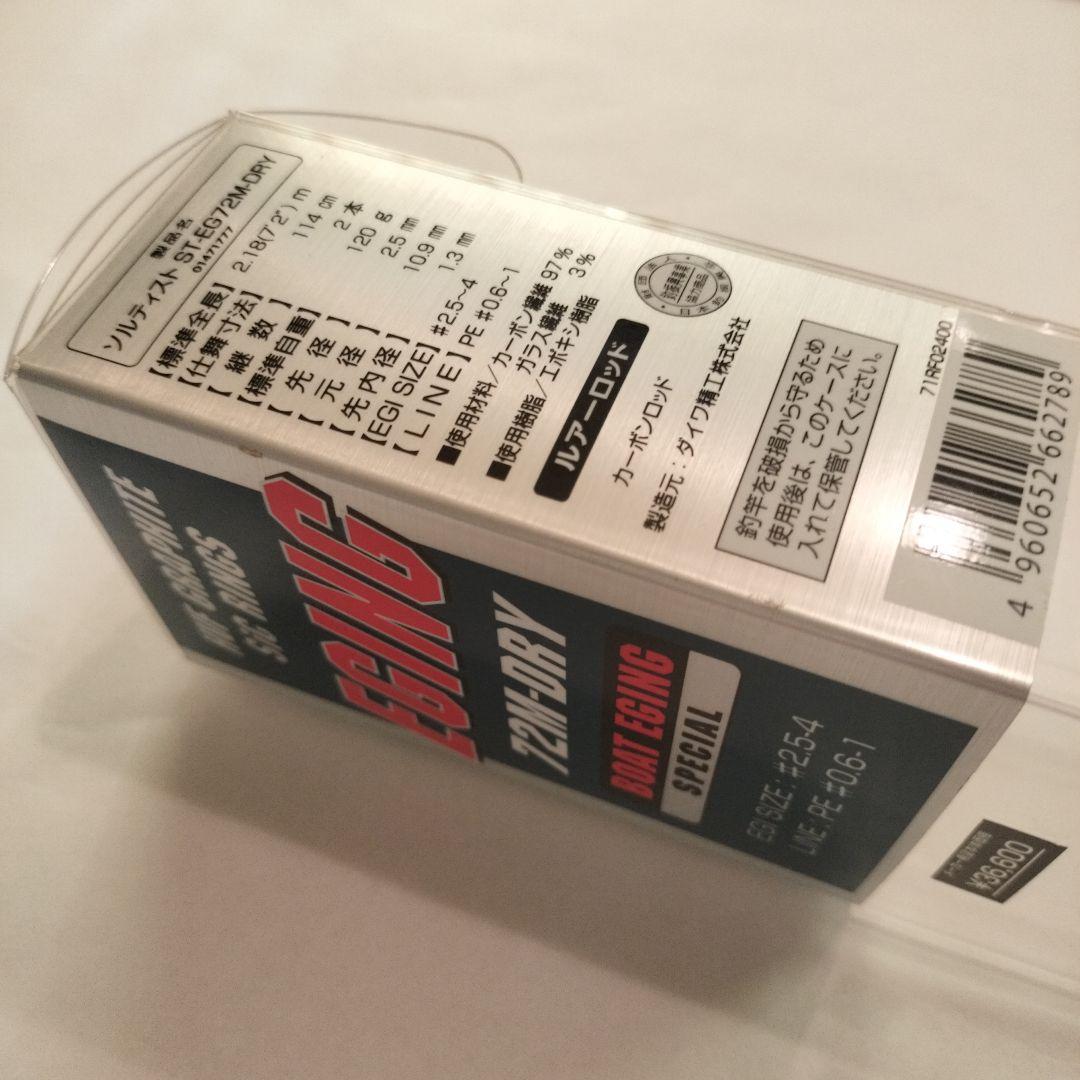 製品名
ソルティスト ST-EG72M-DRY
01471777
【標準全長】 2.18(7'2") m
【仕舞寸法】 114 cm
【継数】 2 本
【標準自重】 120 g
【先径】 2.5 mm
【元径】 10.9 mm
【先内径】 1.3 mm
【EGI SIZE】 #2.5~4
【LINE】 PE #0.6~1
■使用材料/カーボン繊維 97%
ガラス繊維 3%
■使用樹脂/エポキシ樹脂
ルアーロッド
カーボンロッド
製造元:ダイワ精工株式会社
釣竿を破損から守るため
使用後は、このケースに
入れて保管してください。
71RF02400
4 960652 662789
GRAPHITE
SiC RINGS
EGING
72M-DRY
BOAT EGING
SPECIAL
EGI SIZE : #2.5-4
LINE : PE #0.6-1
¥36,600